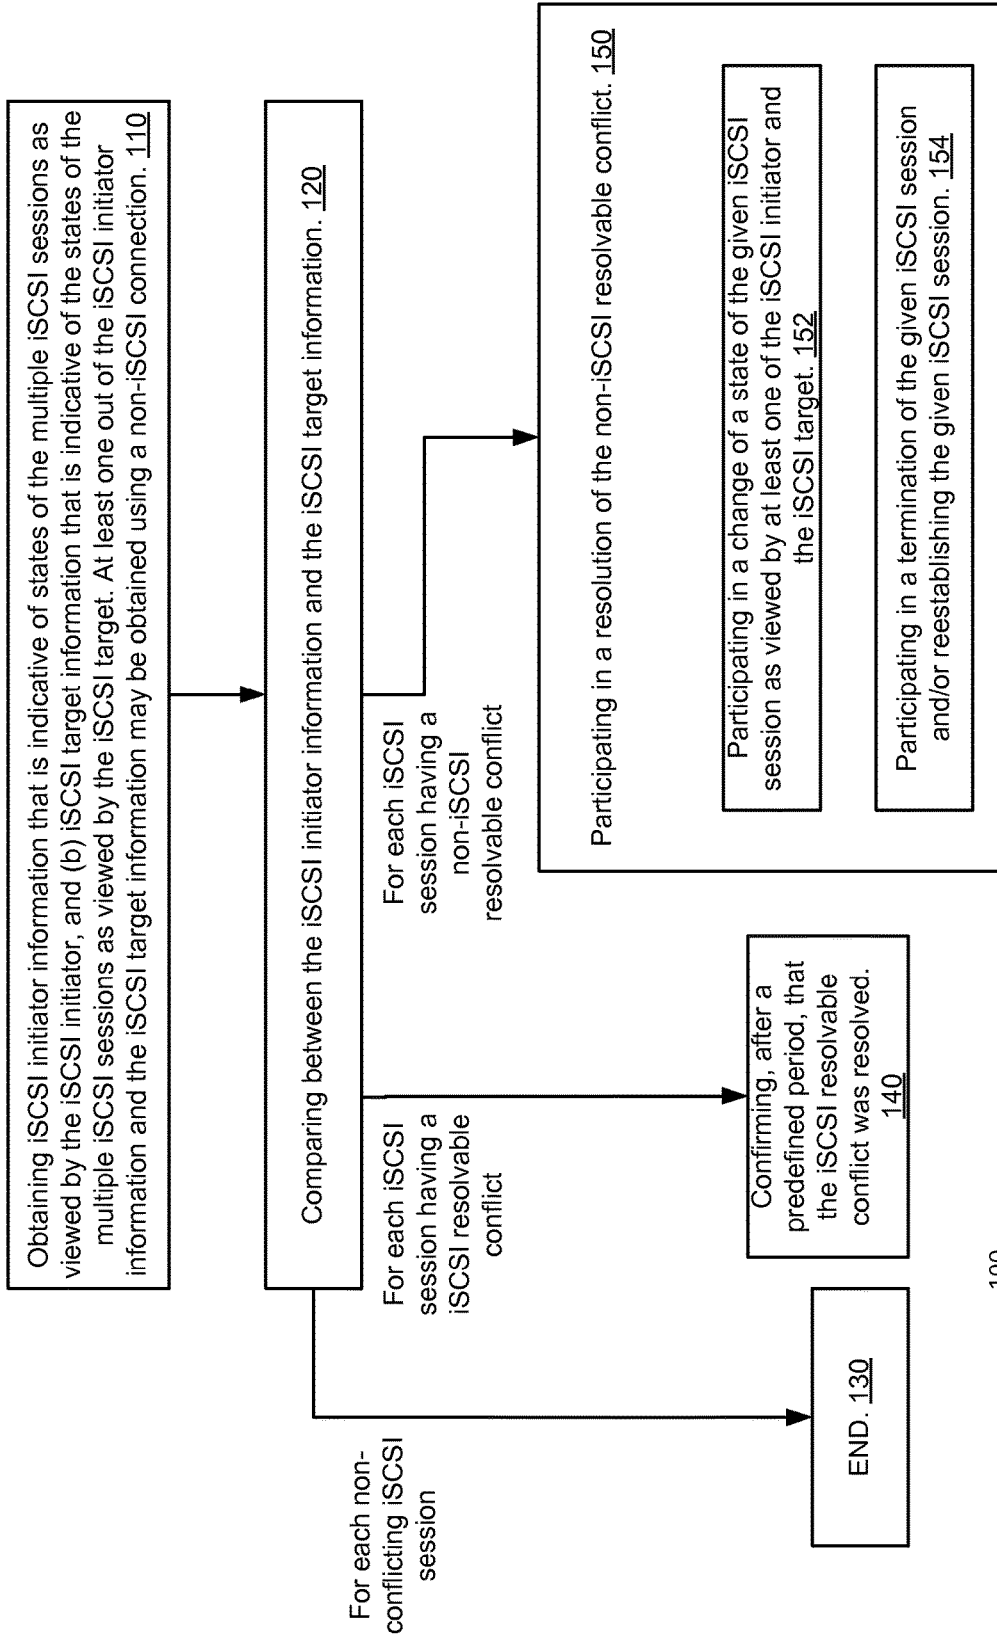 Obtaining iSCSI initiator information that is indicative of states of the multiple iSCSI sessions as
viewed by the iSCSI initiator, and (b) iSCSI target information that is indicative of the states of the
multiple iSCSI sessions as viewed by the iSCSI target. At least one out of the iSCSI initiator
information and the iSCSI target information may be obtained using a non-iSCSI connection. 110
Comparing between the iSCSI initiator information and the iSCSI target information. 120
For each non-
conflicting iSCSI
session
For each iSCSI
session having a
iSCSI resolvable
conflict
For each iSCSI
session having a
non-iSCSI
resolvable conflict
END. 130
Confirming, after a
predefined period, that
the iSCSI resolvable
conflict was resolved.
140
Participating in a resolution of the non-iSCSI resolvable conflict. 150
Participating in a change of a state of the given iSCSI
session as viewed by at least one of the iSCSI initiator and
the iSCSI target. 152
Participating in a termination of the given iSCSI session
and/or reestablishing the given iSCSI session. 154